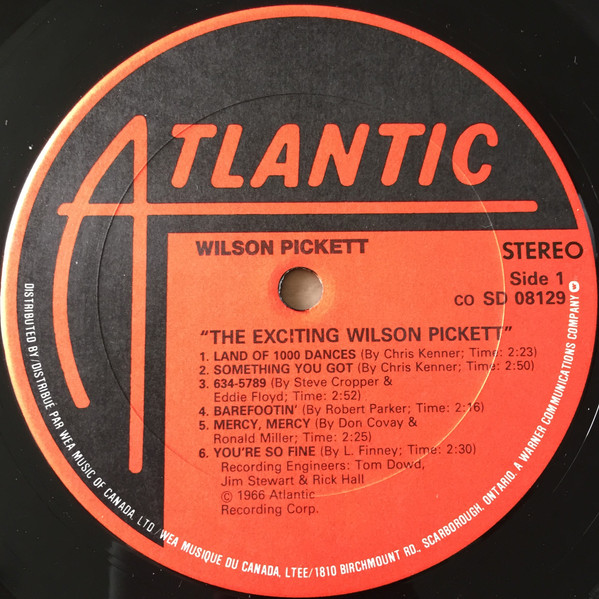 ATLANTIC
WILSON PICKETT
STEREO
Side 1
CO SD 08129
"THE EXCITING WILSON PICKETT"
1. LAND OF 1000 DANCES (By Chris Kenner; Time: 2:23)
2. SOMETHING YOU GOT (By Chris Kenner; Time: 2:50)
3. 634-5789 (By Steve Cropper &
Eddie Floyd; Time: 2:52)
4. BAREFOOTIN' (By Robert Parker; Time: 2:16)
5. MERCY, MERCY (By Don Covay &
Ronald Miller; Time: 2:25)
6. YOU'RE SO FINE (By L. Finney; Time: 2:30)
Recording Engineers: Tom Dowd,
Jim Stewart & Rick Hall
© 1966 Atlantic
Recording Corp.
DISTRIBUTED BY/DISTRIBUÉ PAR WEA MUSIC OF CANADA, LTD./WEA MUSIQUE DU CANADA, LTEE/1810 BIRCHMOUNT RD., SCARBOROUGH, ONTARIO. A WARNER COMMUNICATIONS COMPANY